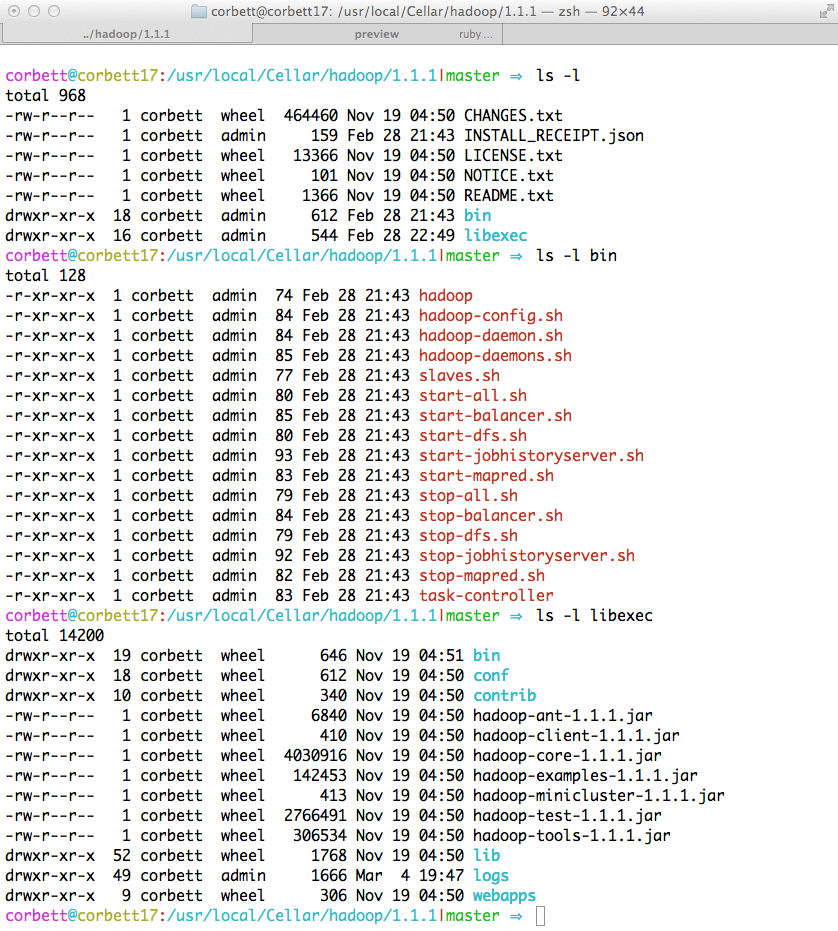 corbett@corbett17: /usr/local/Cellar/hadoop/1.1.1 — zsh — 92×44
../hadoop/1.1.1 preview ruby…
corbett@corbett17:/usr/local/Cellar/hadoop/1.1.1|master ⇒ ls -l
total 968
-rw-r--r-- 1 corbett wheel 464460 Nov 19 04:50 CHANGES.txt
-rw-r--r-- 1 corbett admin 159 Feb 28 21:43 INSTALL_RECEIPT.json
-rw-r--r-- 1 corbett wheel 13366 Nov 19 04:50 LICENSE.txt
-rw-r--r-- 1 corbett wheel 101 Nov 19 04:50 NOTICE.txt
-rw-r--r-- 1 corbett wheel 1366 Nov 19 04:50 README.txt
drwxr-xr-x 18 corbett admin 612 Feb 28 21:43 bin
drwxr-xr-x 16 corbett admin 544 Feb 28 22:49 libexec
corbett@corbett17:/usr/local/Cellar/hadoop/1.1.1|master ⇒ ls -l bin
total 128
-r-xr-xr-x 1 corbett admin 74 Feb 28 21:43 hadoop
-r-xr-xr-x 1 corbett admin 84 Feb 28 21:43 hadoop-config.sh
-r-xr-xr-x 1 corbett admin 84 Feb 28 21:43 hadoop-daemon.sh
-r-xr-xr-x 1 corbett admin 85 Feb 28 21:43 hadoop-daemons.sh
-r-xr-xr-x 1 corbett admin 77 Feb 28 21:43 slaves.sh
-r-xr-xr-x 1 corbett admin 80 Feb 28 21:43 start-all.sh
-r-xr-xr-x 1 corbett admin 85 Feb 28 21:43 start-balancer.sh
-r-xr-xr-x 1 corbett admin 80 Feb 28 21:43 start-dfs.sh
-r-xr-xr-x 1 corbett admin 93 Feb 28 21:43 start-jobhistoryserver.sh
-r-xr-xr-x 1 corbett admin 83 Feb 28 21:43 start-mapred.sh
-r-xr-xr-x 1 corbett admin 79 Feb 28 21:43 stop-all.sh
-r-xr-xr-x 1 corbett admin 84 Feb 28 21:43 stop-balancer.sh
-r-xr-xr-x 1 corbett admin 79 Feb 28 21:43 stop-dfs.sh
-r-xr-xr-x 1 corbett admin 92 Feb 28 21:43 stop-jobhistoryserver.sh
-r-xr-xr-x 1 corbett admin 82 Feb 28 21:43 stop-mapred.sh
-r-xr-xr-x 1 corbett admin 83 Feb 28 21:43 task-controller
corbett@corbett17:/usr/local/Cellar/hadoop/1.1.1|master ⇒ ls -l libexec
total 14200
drwxr-xr-x 19 corbett wheel 646 Nov 19 04:51 bin
drwxr-xr-x 18 corbett wheel 612 Nov 19 04:50 conf
drwxr-xr-x 10 corbett wheel 340 Nov 19 04:50 contrib
-rw-r--r-- 1 corbett wheel 6840 Nov 19 04:50 hadoop-ant-1.1.1.jar
-rw-r--r-- 1 corbett wheel 410 Nov 19 04:50 hadoop-client-1.1.1.jar
-rw-r--r-- 1 corbett wheel 4030916 Nov 19 04:50 hadoop-core-1.1.1.jar
-rw-r--r-- 1 corbett wheel 142453 Nov 19 04:50 hadoop-examples-1.1.1.jar
-rw-r--r-- 1 corbett wheel 413 Nov 19 04:50 hadoop-minicluster-1.1.1.jar
-rw-r--r-- 1 corbett wheel 2766491 Nov 19 04:50 hadoop-test-1.1.1.jar
-rw-r--r-- 1 corbett wheel 306534 Nov 19 04:50 hadoop-tools-1.1.1.jar
drwxr-xr-x 52 corbett wheel 1768 Nov 19 04:50 lib
drwxr-xr-x 49 corbett admin 1666 Mar 4 19:47 logs
drwxr-xr-x 9 corbett wheel 306 Nov 19 04:50 webapps
corbett@corbett17:/usr/local/Cellar/hadoop/1.1.1|master ⇒